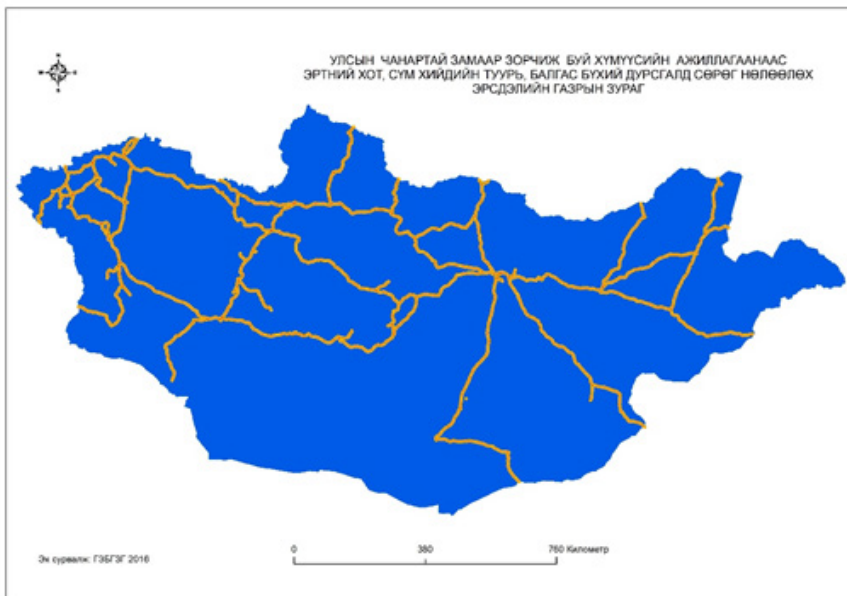 УЛСЫН ЧАНАРТАЙ ЗАМААР ЗОРЧИЖ БУЙ ХҮМҮҮСИЙН АЖИЛЛАГААНААС
ЭРТНИЙ ХОТ, СҮМ ХИЙДИЙН ТУУРЬ, БАЛГАС БҮХИЙ ДУРСГАЛД СӨРӨГ НӨЛӨӨЛӨХ
ЭРСДЭЛИЙН ГАЗРЫН ЗУРАГ
0 380 760 Километр
Эх сурвалж: ГЗБГЗГ 2016